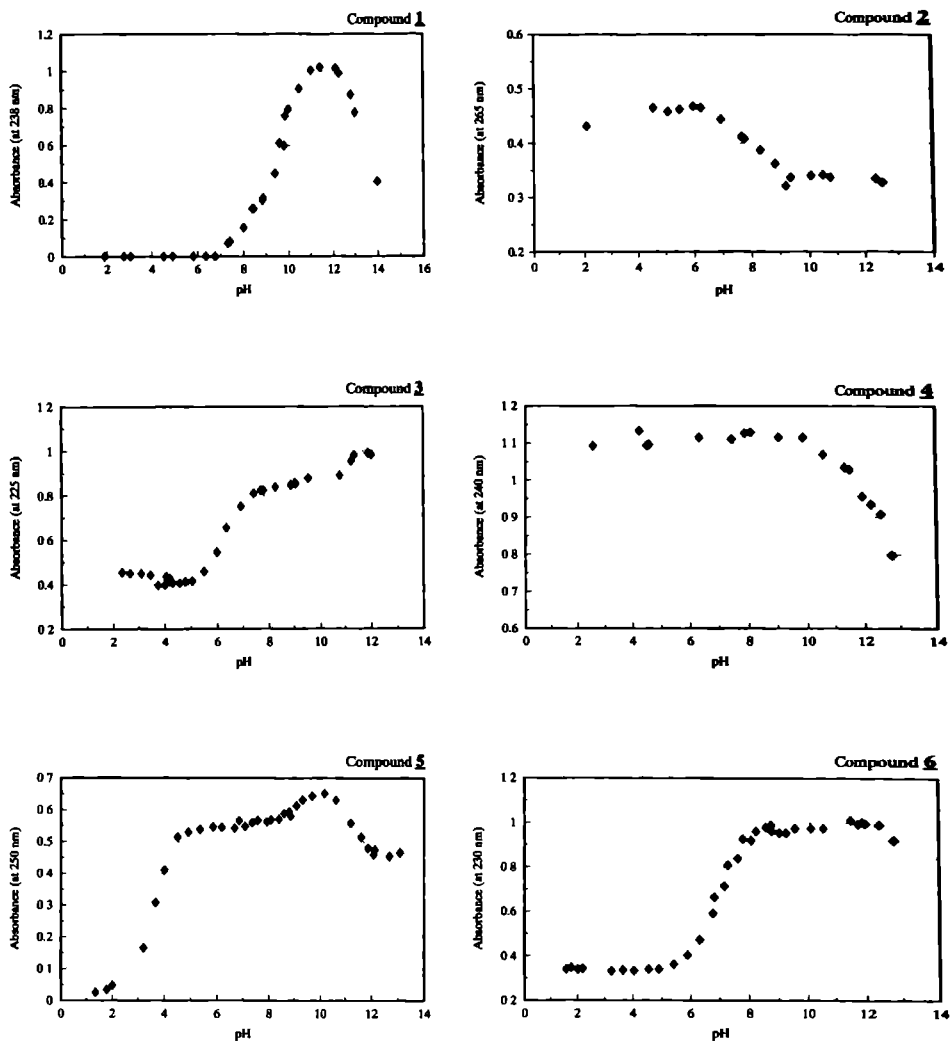 Compound 1
Absorbance (at 238 nm)
1.2
1
0.8
0.6
0.4
0.2
0
0 2 4 6 8 10 12 14 16
pH
Compound 2
Absorbance (at 265 nm)
0.6
0.5
0.4
0.3
0.2
0 2 4 6 8 10 12 14
pH
Compound 3
Absorbance (at 225 nm)
1 2
1
0 8
0 6
0 4
0 2
0 2 4 6 8 10 12 14
pH
Compound 4
Absorbance (at 240 nm)
1.2
1.1
1
0.9
0.8
0.7
0.6
0 2 4 6 8 10 12 14
pH
Compound 5
Absorbance (at 250 nm)
0.7
0.6
0.5
0.4
0.3
0.2
0 1
0
0 2 4 6 8 10 12 14
pH
Compound 6
Absorbance (at 230 nm)
1.2
1
0.8
0.6
0.4
0 2
0 2 4 6 8 10 12 14
pH